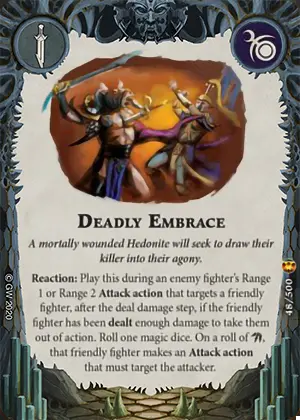 DEADLY EMBRACE
A mortally wounded Hedonite will seek to draw their
killer into their agony.
Reaction: Play this during an enemy fighter's Range
1 or Range 2 Attack action that targets a friendly
fighter, after the deal damage step, if the friendly
fighter has been dealt enough damage to take them
out of action. Roll one magic dice. On a roll of
, that friendly fighter makes an Attack action
that must target the attacker.
© GW 2020
48/500